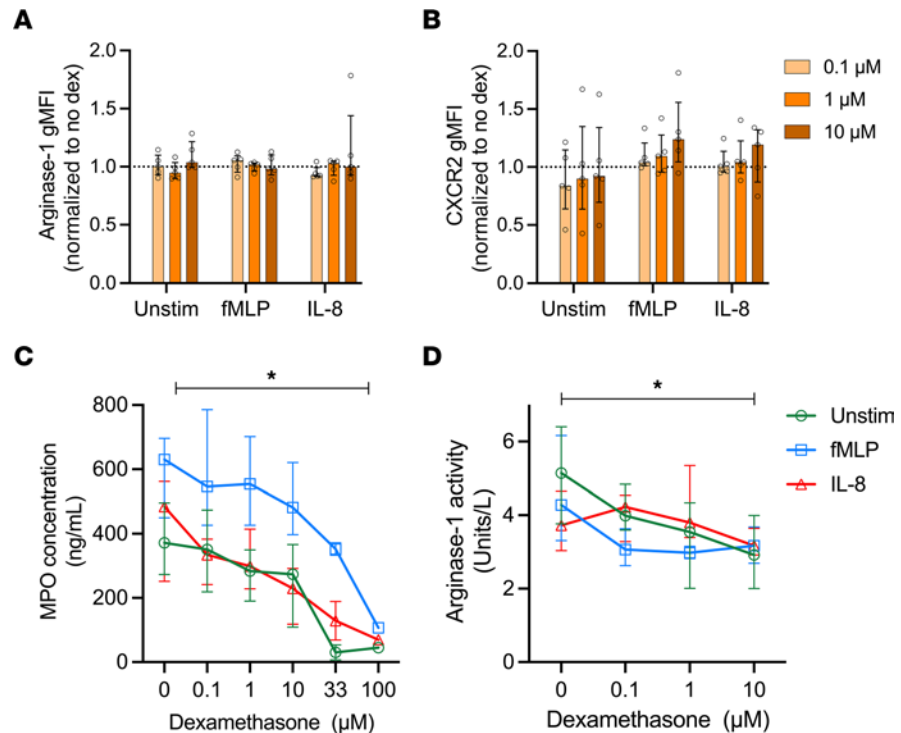 A
Arginase-1 gMFI
(normalized to no dex)
2.0
1.5
1.0
0.5
0.0
Unstim fMLP IL-8
B
CXCR2 gMFI
(normalized to no dex)
2.0
1.5
1.0
0.5
0.0
Unstim fMLP IL-8
0.1 µM
1 µM
10 µM
C
*
MPO concentration
(ng/mL)
800
600
400
200
0
0 0.1 1 10 33 100
Dexamethasone (µM)
D
*
Arginase-1 activity
(Units/L)
6
4
2
0
0 0.1 1 10
Dexamethasone (µM)
Unstim
fMLP
IL-8